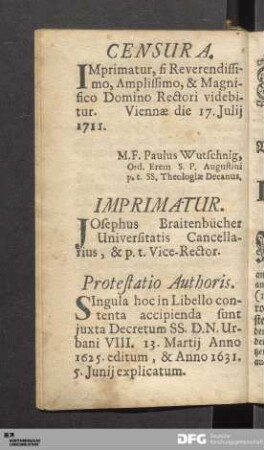 CENSURA.
IMprimatur, ſi Reverendiſſi-
mo, Ampliſſimo, & Magni-
fico Domino Rectori videbi-
tur. Viennæ die 17. Julij
1711.
M.F. Paulus Wutſchnig,
Ord. Erem S. P. Auguſtini
p. t. SS. Theologiæ Decanus,
IMPRIMATUR.
JOſephus Braitenbücher
Univerſitatis Cancella-
rius, & p. t. Vice-Rector.
Proteſtatio Authoris.
SIngula hoc in Libello con-
tenta accipienda ſunt
juxta Decretum SS. D.N. Ur-
bani VIII. 13. Martij Anno
1625. editum, & Anno 1631.
5. Junij explicatum.
DFG